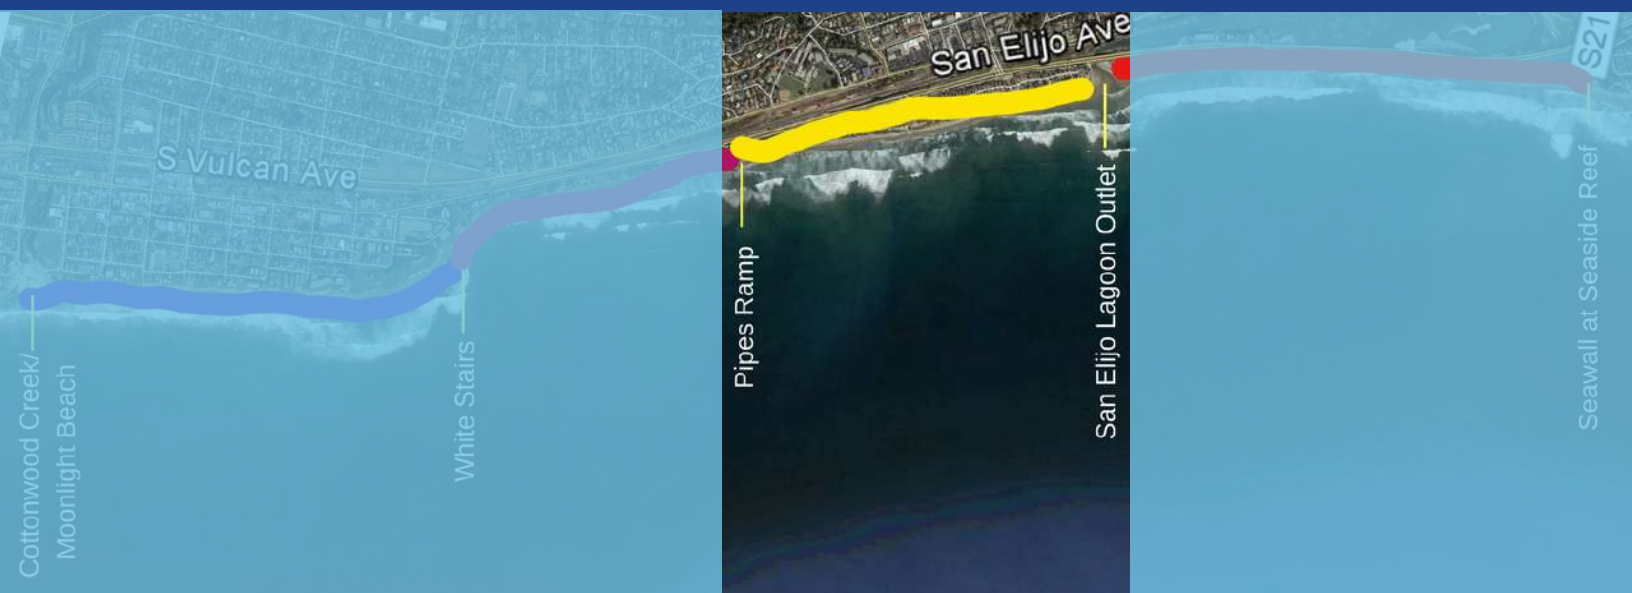 San Elijo Ave
S21
S Vulcan Ave
Cottonwood Creek/
Moonlight Beach
White Stairs
Pipes Ramp
San Elijo Lagoon Outlet
Seawall at Seaside Reef